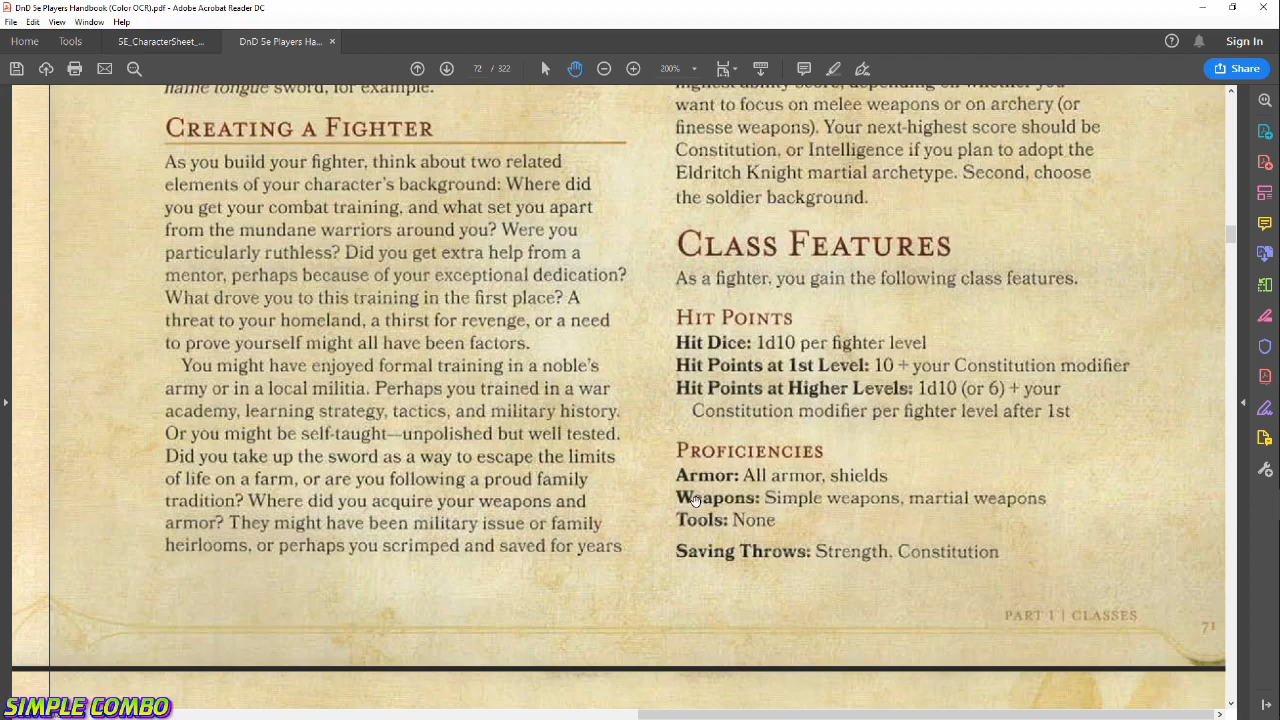 DnD 5e Players Handbook (Color OCR).pdf - Adobe Acrobat Reader DC
File Edit View Window Help
Home Tools 5E_CharacterSheet_... DnD 5e Players Ha... × Sign In
72 / 322 200% Share
name tongue sword, for example.
CREATING A FIGHTER
As you build your fighter, think about two related
elements of your character's background: Where did
you get your combat training, and what set you apart
from the mundane warriors around you? Were you
particularly ruthless? Did you get extra help from a
mentor, perhaps because of your exceptional dedication?
What drove you to this training in the first place? A
threat to your homeland, a thirst for revenge, or a need
to prove yourself might all have been factors.
You might have enjoyed formal training in a noble's
army or in a local militia. Perhaps you trained in a war
academy, learning strategy, tactics, and military history.
Or you might be self-taught—unpolished but well tested.
Did you take up the sword as a way to escape the limits
of life on a farm, or are you following a proud family
tradition? Where did you acquire your weapons and
armor? They might have been military issue or family
heirlooms, or perhaps you scrimped and saved for years
highest ability score, depending on whether you
want to focus on melee weapons or on archery (or
finesse weapons). Your next-highest score should be
Constitution, or Intelligence if you plan to adopt the
Eldritch Knight martial archetype. Second, choose
the soldier background.
CLASS FEATURES
As a fighter, you gain the following class features.
HIT POINTS
Hit Dice: 1d10 per fighter level
Hit Points at 1st Level: 10 + your Constitution modifier
Hit Points at Higher Levels: 1d10 (or 6) + your
Constitution modifier per fighter level after 1st
PROFICIENCIES
Armor: All armor, shields
Weapons: Simple weapons, martial weapons
Tools: None
Saving Throws: Strength, Constitution
PART 1 | CLASSES
71
SIMPLE COMBO